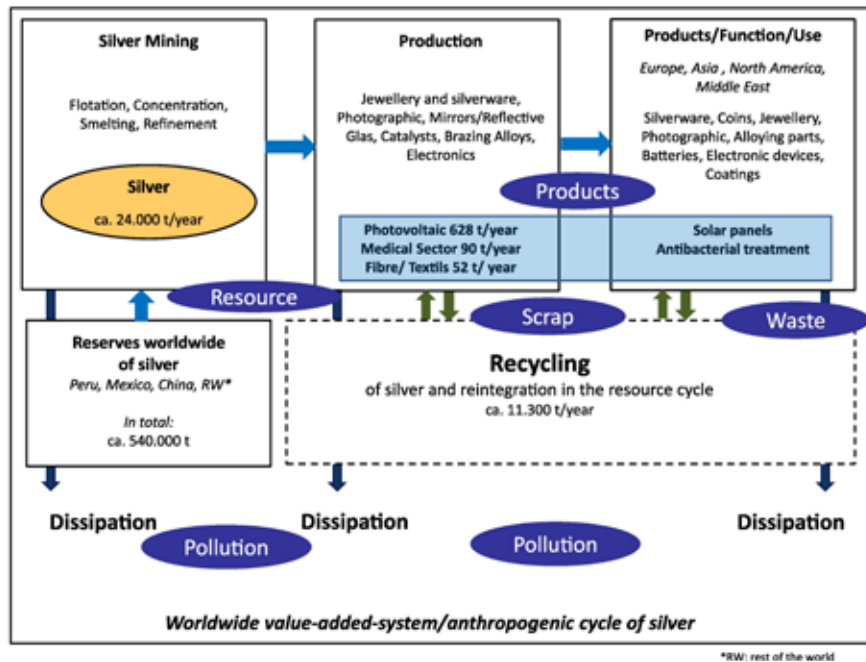 Silver Mining
Flotation, Concentration,
Smelting, Refinement
Silver
ca. 24.000 t/year
Production
Jewellery and silverware,
Photographic, Mirrors/Reflective
Glas, Catalysts, Brazing Alloys,
Electronics
Products/Function/Use
Europe, Asia , North America,
Middle East
Silverware, Coins, Jewellery,
Photographic, Alloying parts,
Batteries, Electronic devices,
Coatings
Products
Photovoltaic 628 t/year
Medical Sector 90 t/year
Fibre/ Textils 52 t/ year
Solar panels
Antibacterial treatment
Resource
Scrap
Waste
Reserves worldwide
of silver
Peru, Mexico, China, RW*
In total:
ca. 540.000 t
Recycling
of silver and reintegration in the resource cycle
ca. 11.300 t/year
Dissipation
Dissipation
Dissipation
Pollution
Pollution
Worldwide value-added-system/anthropogenic cycle of silver
*RW: rest of the world